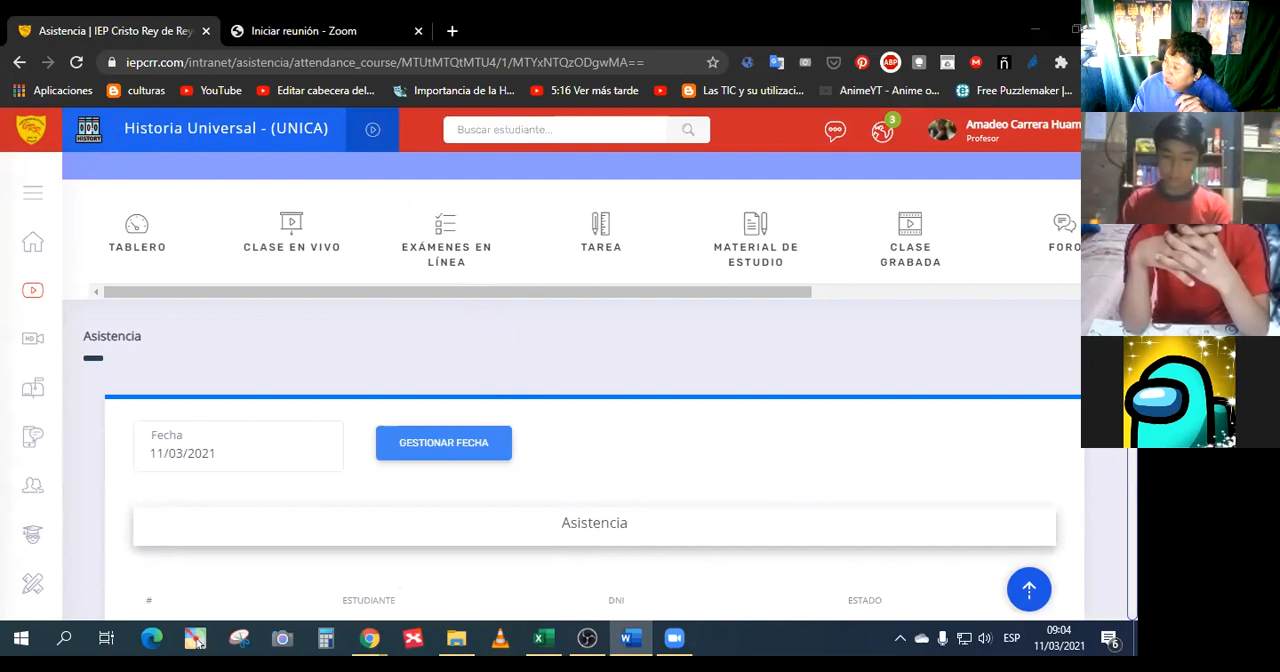 Asistencia | IEP Cristo Rey de Rey
Iniciar reunión - Zoom
iepcrr.com/intranet/asistencia/attendance_course/MTUtMTQtMTU4/1/MTYxNTQzODgwMA==
Aplicaciones
culturas
YouTube
Editar cabecera del...
Importancia de la H...
5:16 Ver más tarde
Las TIC y su utilizaci...
AnimeYT - Anime o...
Free Puzzlemaker |...
ABP
HISTORY
Historia Universal - (UNICA)
Buscar estudiante...
3
Amadeo Carrera Huam
Profesor
TABLERO
CLASE EN VIVO
EXÁMENES EN
LÍNEA
TAREA
MATERIAL DE
ESTUDIO
CLASE
GRABADA
FORO
Asistencia
Fecha
11/03/2021
GESTIONAR FECHA
Asistencia
#
ESTUDIANTE
DNI
ESTADO
ESP
09:04
11/03/2021
6